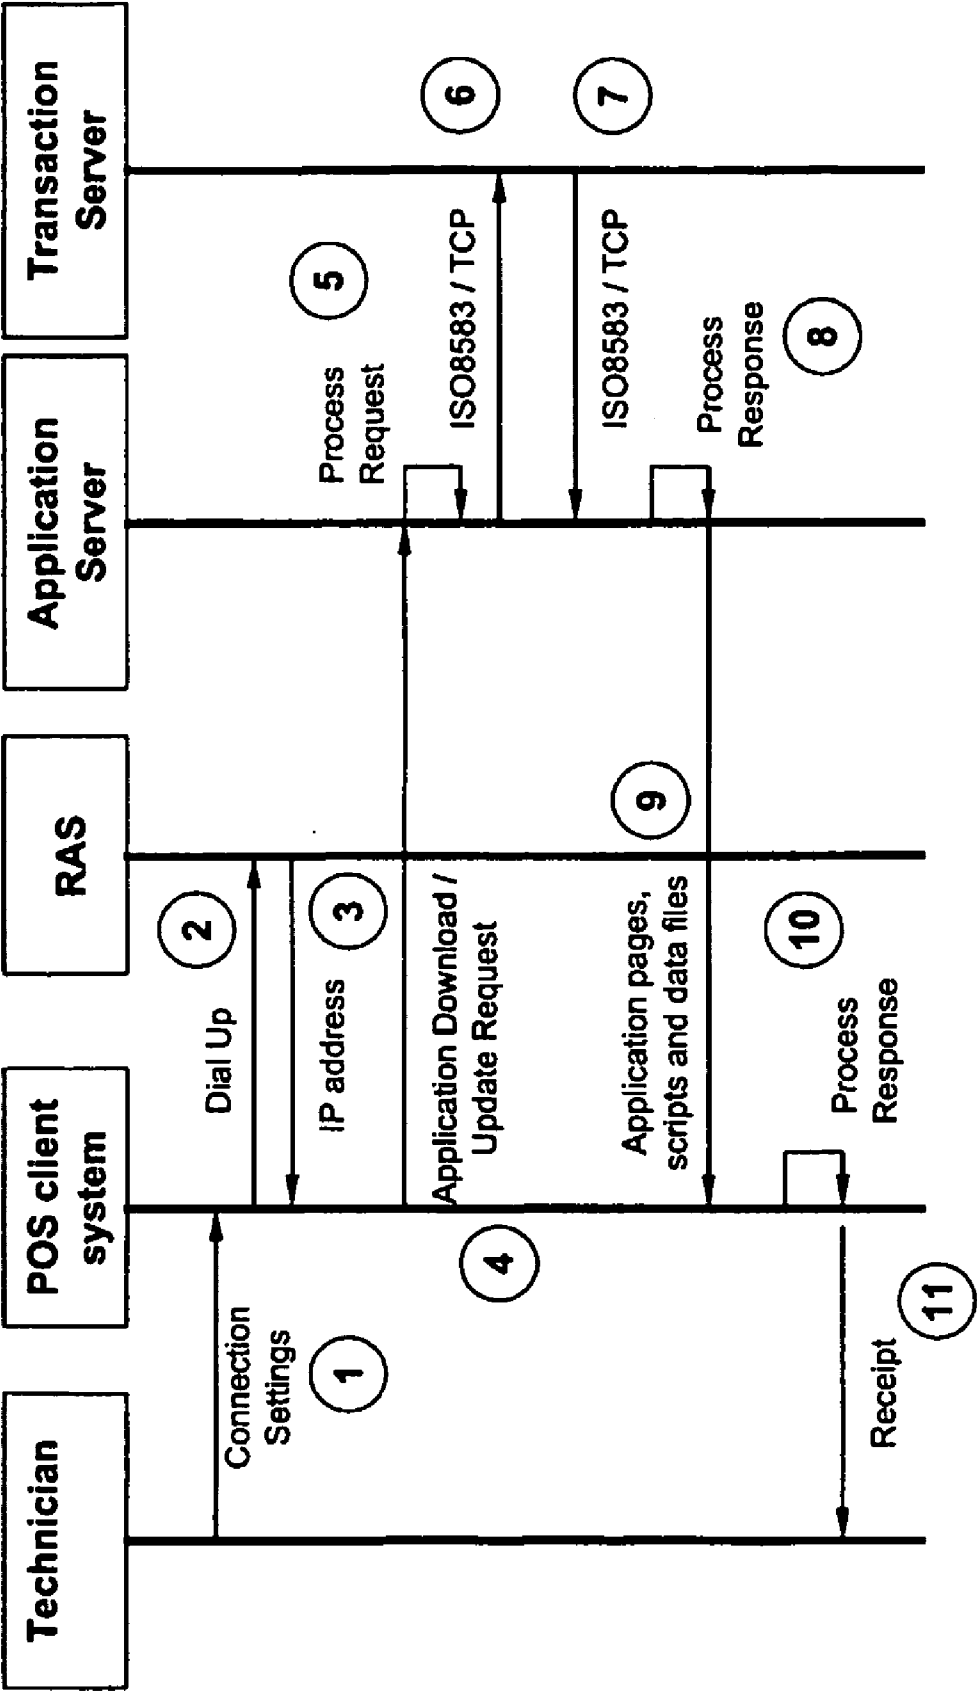 Technician
POS client
system
RAS
Application
Server
Transaction
Server
Connection
Settings
1
Dial Up
2
IP address
3
Application Download /
Update Request
4
Process
Request
5
ISO8583 / TCP
6
ISO8583 / TCP
7
Process
Response
8
Application pages,
scripts and data files
9
Process
Response
10
Receipt
11